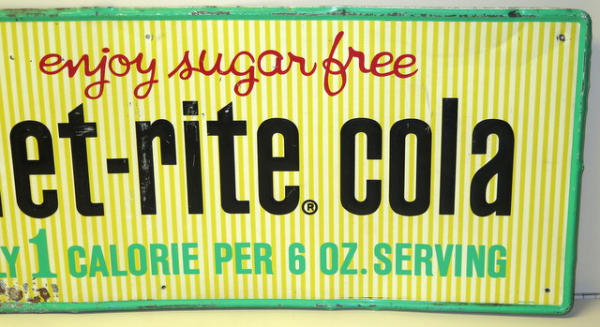 enjoy sugar free
et-rite® cola
LY 1 CALORIE PER 6 OZ. SERVING